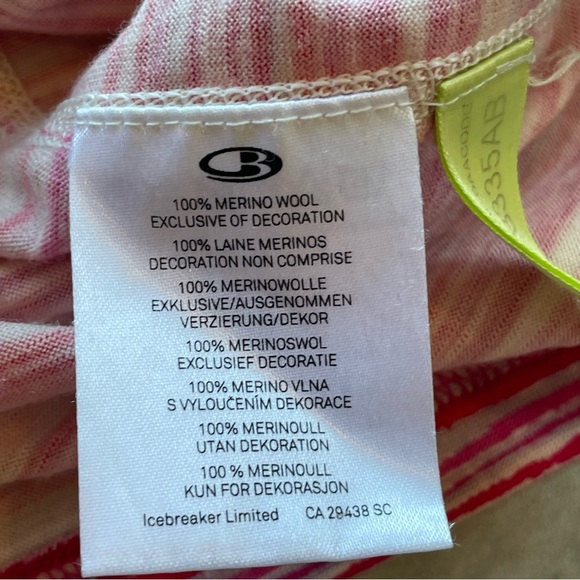 100% MERINO WOOL
EXCLUSIVE OF DECORATION
100% LAINE MERINOS
DECORATION NON COMPRISE
100% MERINOWOLLE
EXKLUSIVE/AUSGENOMMEN
VERZIERUNG/DEKOR
100% MERINOSWOL
EXCLUSIEF DECORATIE
100% MERINO VLNA
S VYLOUČENÍM DEKORACE
100% MERINOULL
UTAN DEKORATION
100 % MERINOULL
KUN FOR DEKORASJON
Icebreaker Limited CA 29438 SC